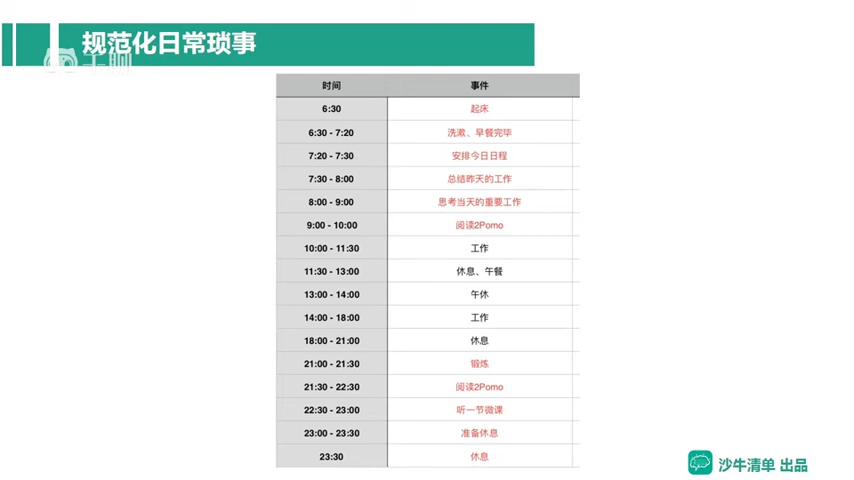 规范化日常琐事
千聊
时间 事件
6:30 起床
6:30 - 7:20 洗漱、早餐完毕
7:20 - 7:30 安排今日日程
7:30 - 8:00 总结昨天的工作
8:00 - 9:00 思考当天的重要工作
9:00 - 10:00 阅读2Pomo
10:00 - 11:30 工作
11:30 - 13:00 休息、午餐
13:00 - 14:00 午休
14:00 - 18:00 工作
18:00 - 21:00 休息
21:00 - 21:30 锻炼
21:30 - 22:30 阅读2Pomo
22:30 - 23:00 听一节微课
23:00 - 23:30 准备休息
23:30 休息
沙牛清单 出品